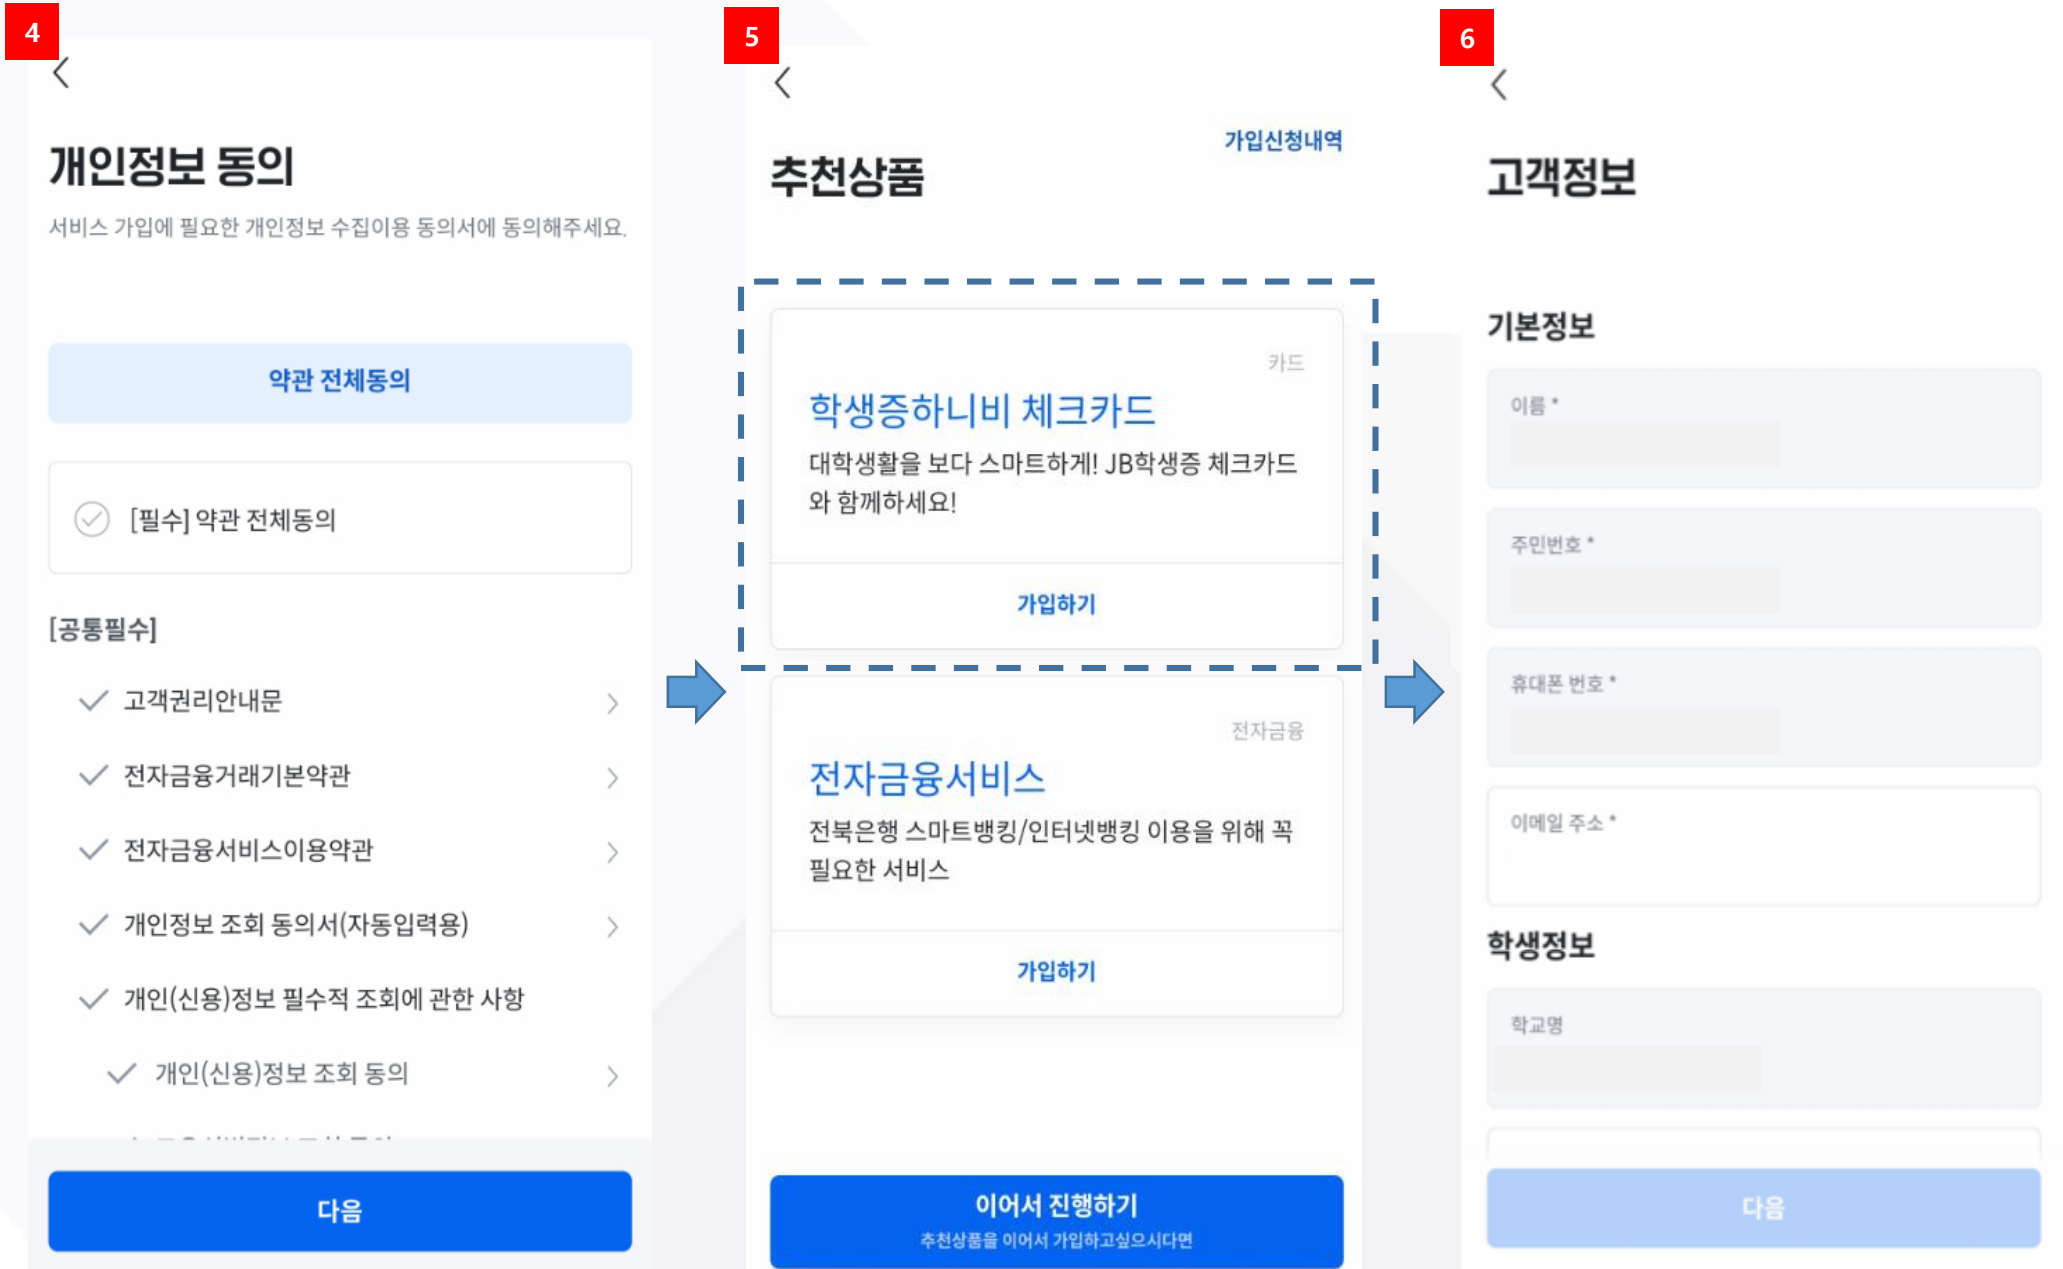 4
개인정보 동의
서비스 가입에 필요한 개인정보 수집이용 동의서에 동의해주세요.
약관 전체동의
[필수] 약관 전체동의
[공통필수]
고객권리안내문
전자금융거래기본약관
전자금융서비스이용약관
개인정보 조회 동의서(자동입력용)
개인(신용)정보 필수적 조회에 관한 사항
개인(신용)정보 조회 동의
다음
5
가입신청내역
추천상품
카드
학생증하니비 체크카드
대학생활을 보다 스마트하게! JB학생증 체크카드
와 함께하세요!
가입하기
전자금융
전자금융서비스
전북은행 스마트뱅킹/인터넷뱅킹 이용을 위해 꼭
필요한 서비스
가입하기
이어서 진행하기
추천상품을 이어서 가입하고싶으시다면
6
고객정보
기본정보
이름 *
주민번호 *
휴대폰 번호 *
이메일 주소 *
학생정보
학교명
다음